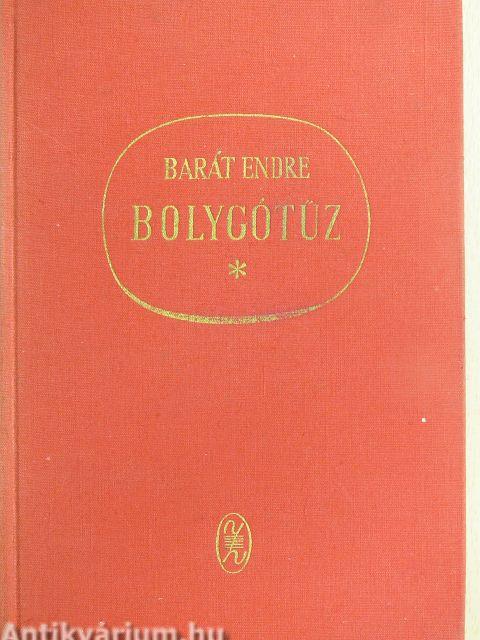 BARÁT ENDRE
BOLYGÓTŰZ
*
Antikvárium.hu